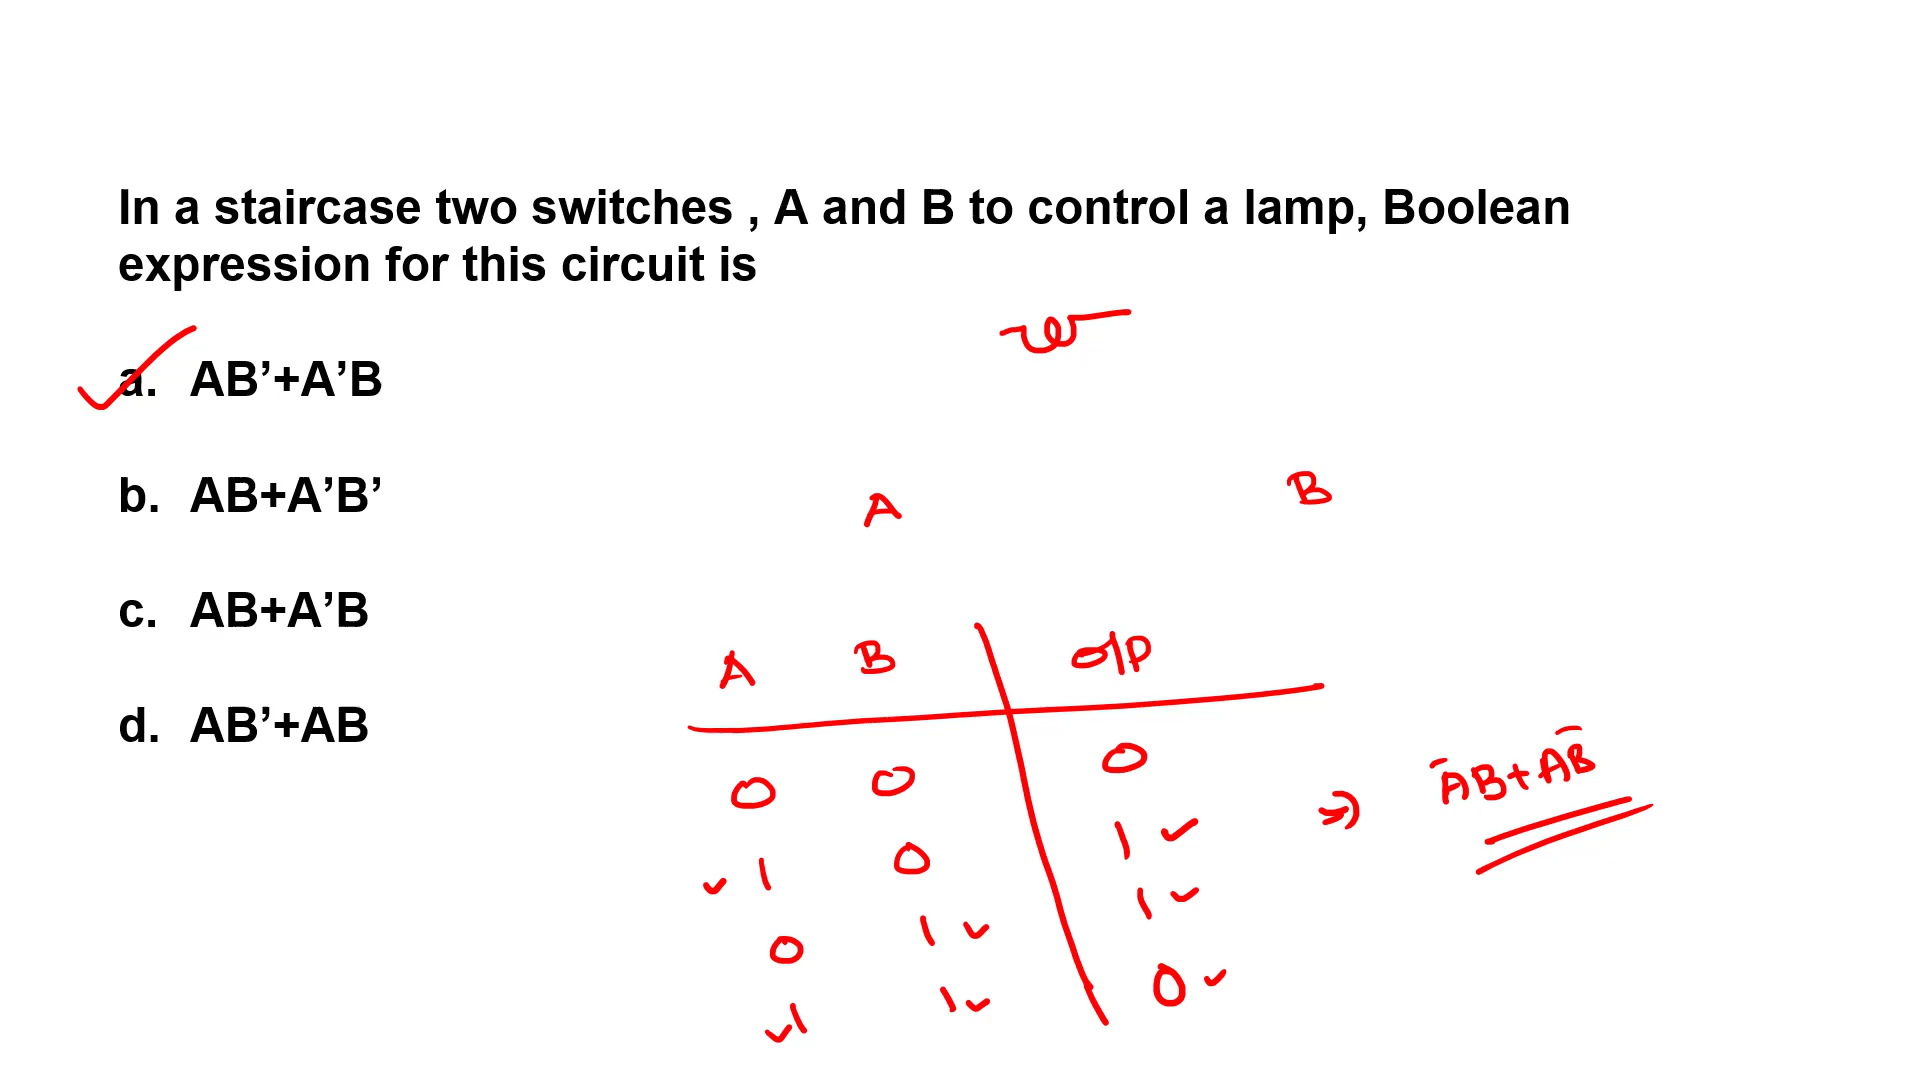 In a staircase two switches , A and B to control a lamp, Boolean
expression for this circuit is
a. AB’+A’B
b. AB+A’B’
c. AB+A’B
d. AB’+AB
A B
A B O/P
0 0 0
1 0 1
0 1 1
1 1 0
⇒ A̅B+AB̅